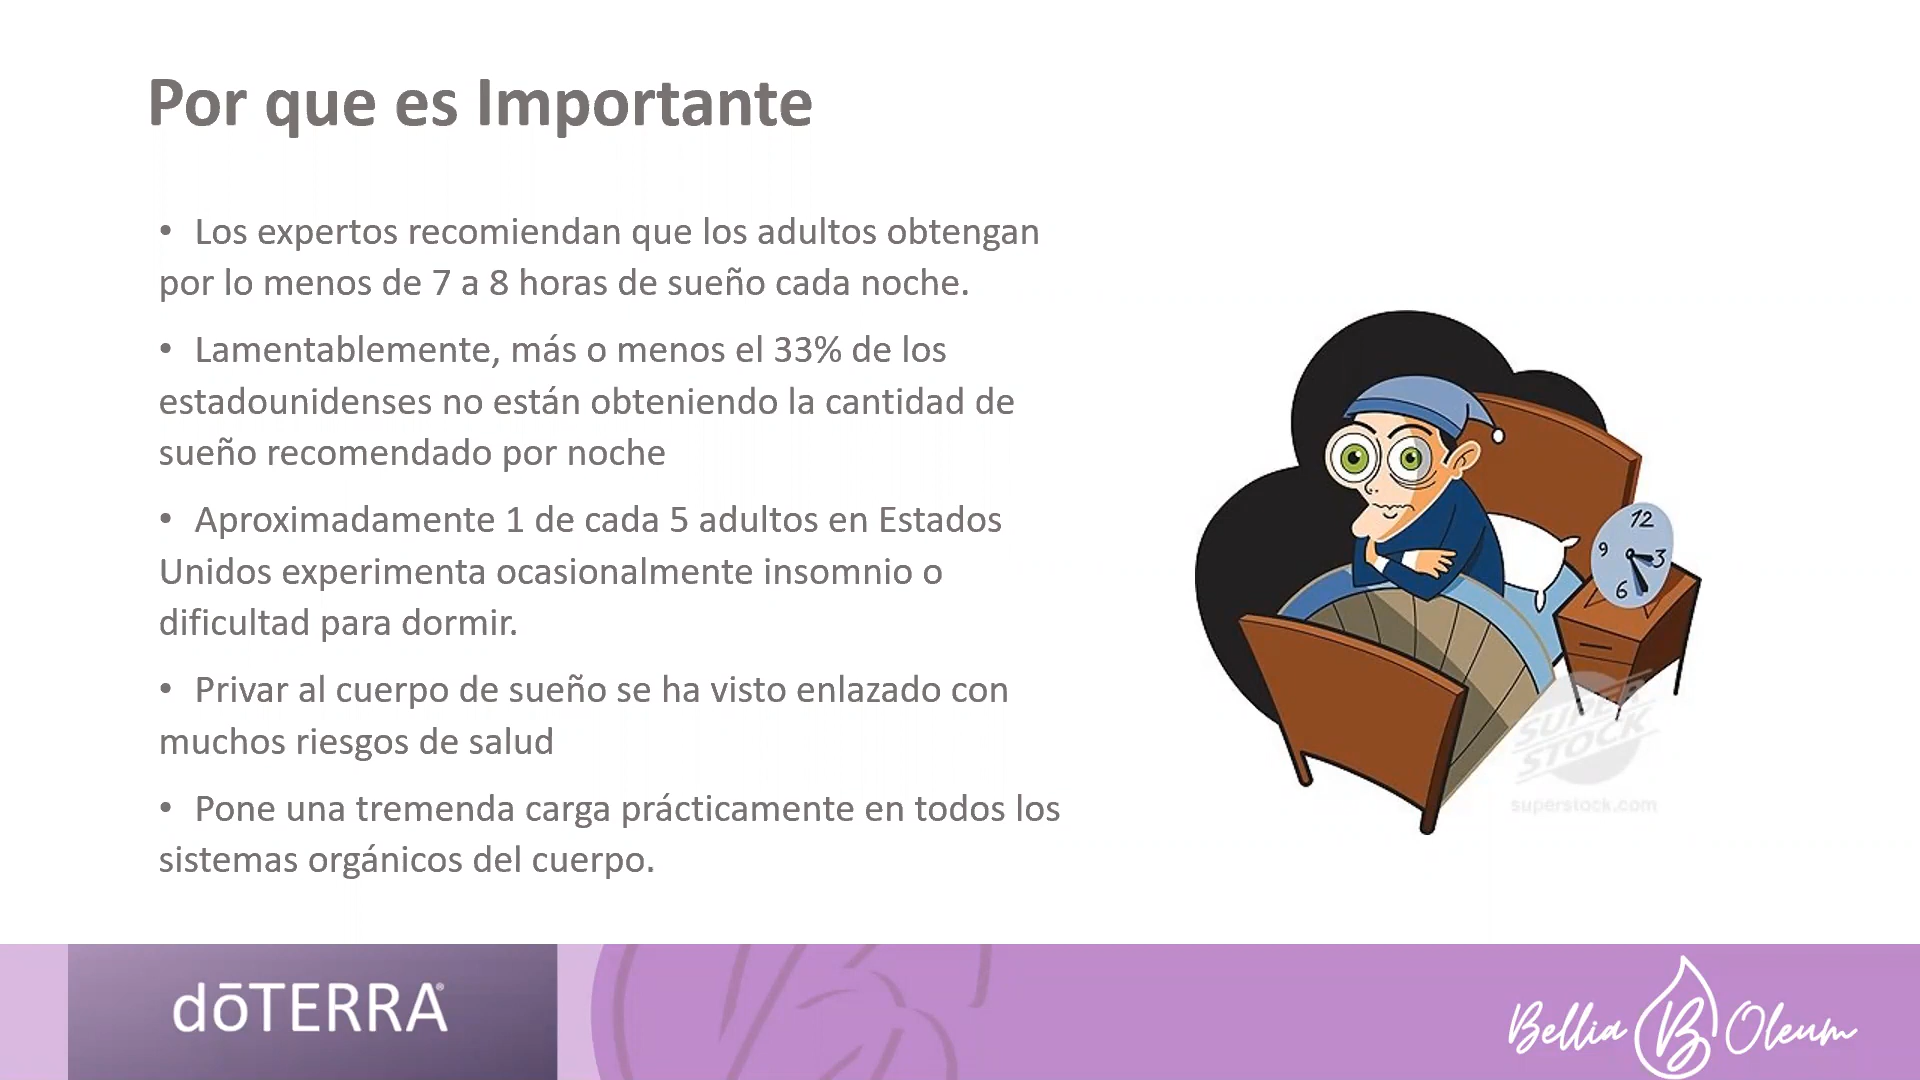 Por que es Importante
• Los expertos recomiendan que los adultos obtengan
por lo menos de 7 a 8 horas de sueño cada noche.
• Lamentablemente, más o menos el 33% de los
estadounidenses no están obteniendo la cantidad de
sueño recomendado por noche
• Aproximadamente 1 de cada 5 adultos en Estados
Unidos experimenta ocasionalmente insomnio o
dificultad para dormir.
• Privar al cuerpo de sueño se ha visto enlazado con
muchos riesgos de salud
• Pone una tremenda carga prácticamente en todos los
sistemas orgánicos del cuerpo.
12
9
3
6
SUPER
STOCK
superstock.com
dōTERRA®
Bellia B Oleum